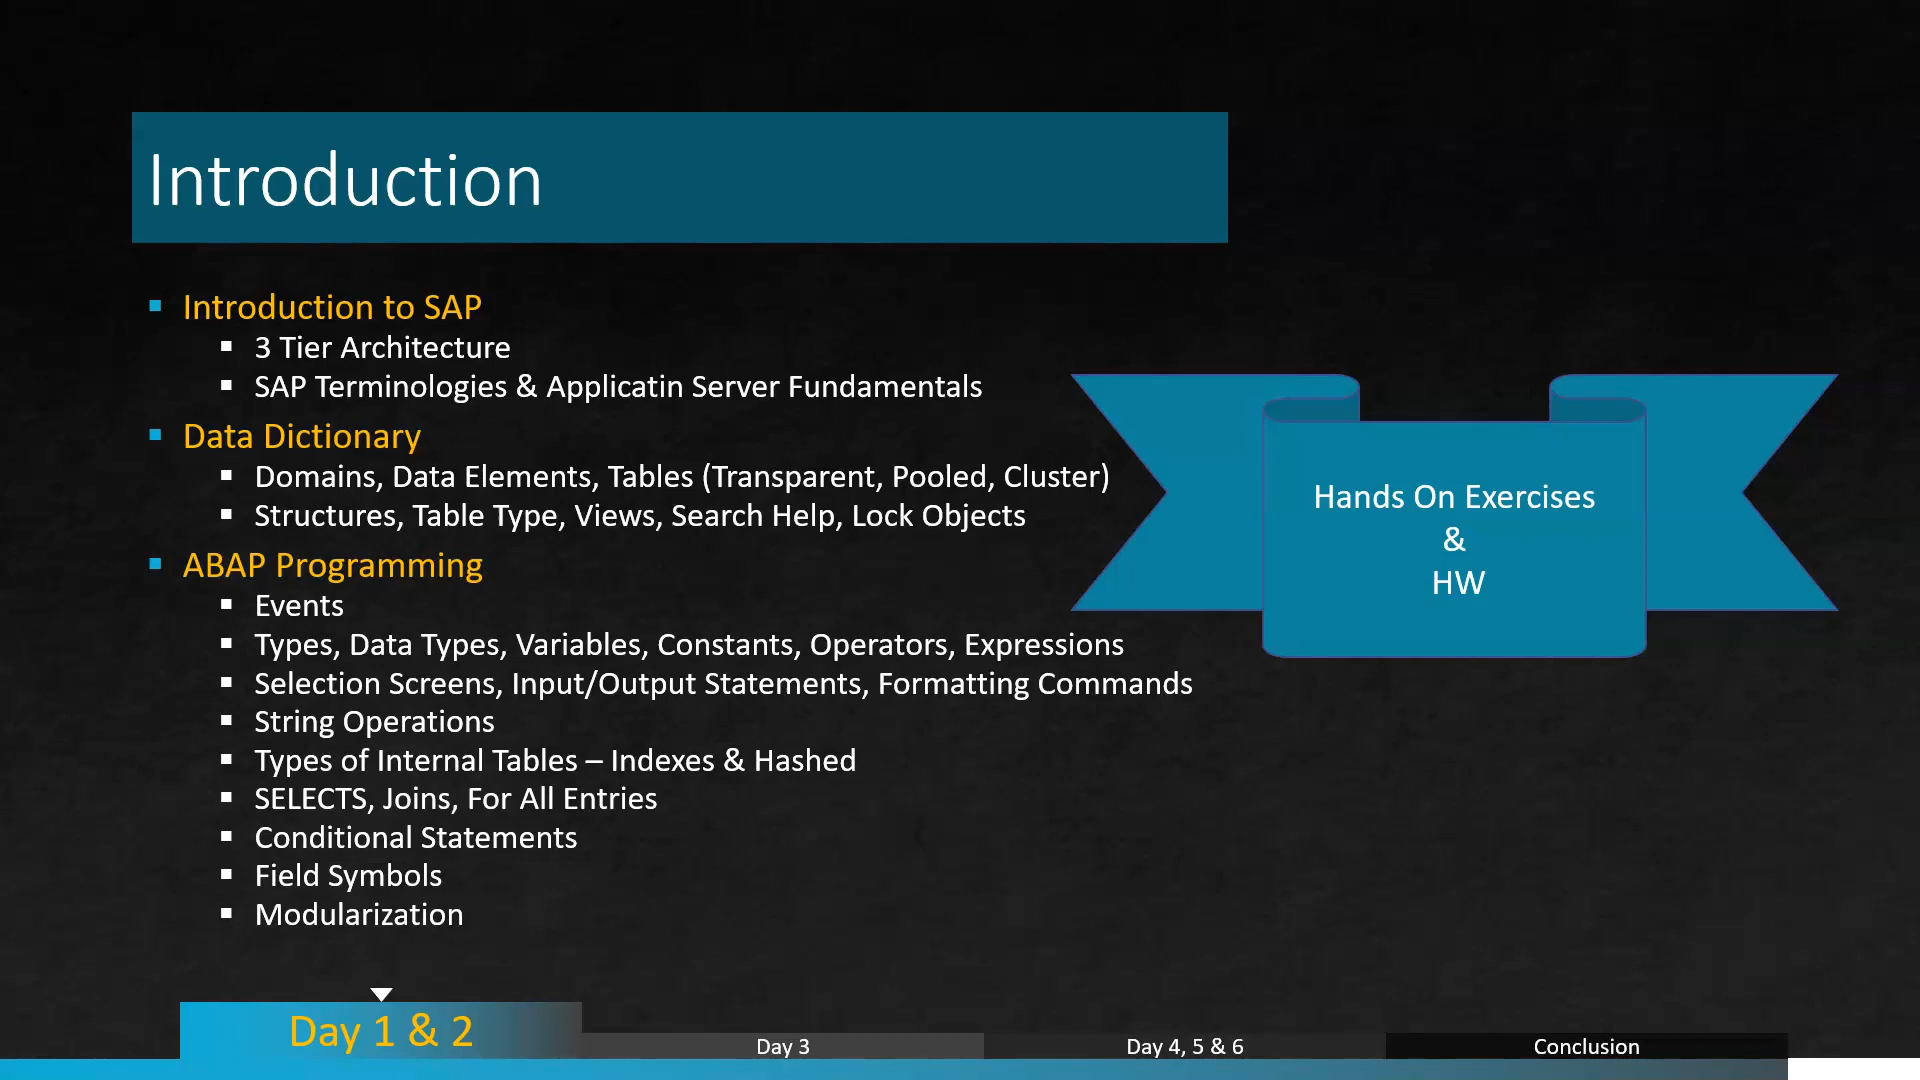 Introduction
Introduction to SAP
3 Tier Architecture
SAP Terminologies & Applicatin Server Fundamentals
Data Dictionary
Domains, Data Elements, Tables (Transparent, Pooled, Cluster)
Structures, Table Type, Views, Search Help, Lock Objects
ABAP Programming
Events
Types, Data Types, Variables, Constants, Operators, Expressions
Selection Screens, Input/Output Statements, Formatting Commands
String Operations
Types of Internal Tables – Indexes & Hashed
SELECTS, Joins, For All Entries
Conditional Statements
Field Symbols
Modularization
Hands On Exercises
&
HW
Day 1 & 2
Day 3
Day 4, 5 & 6
Conclusion